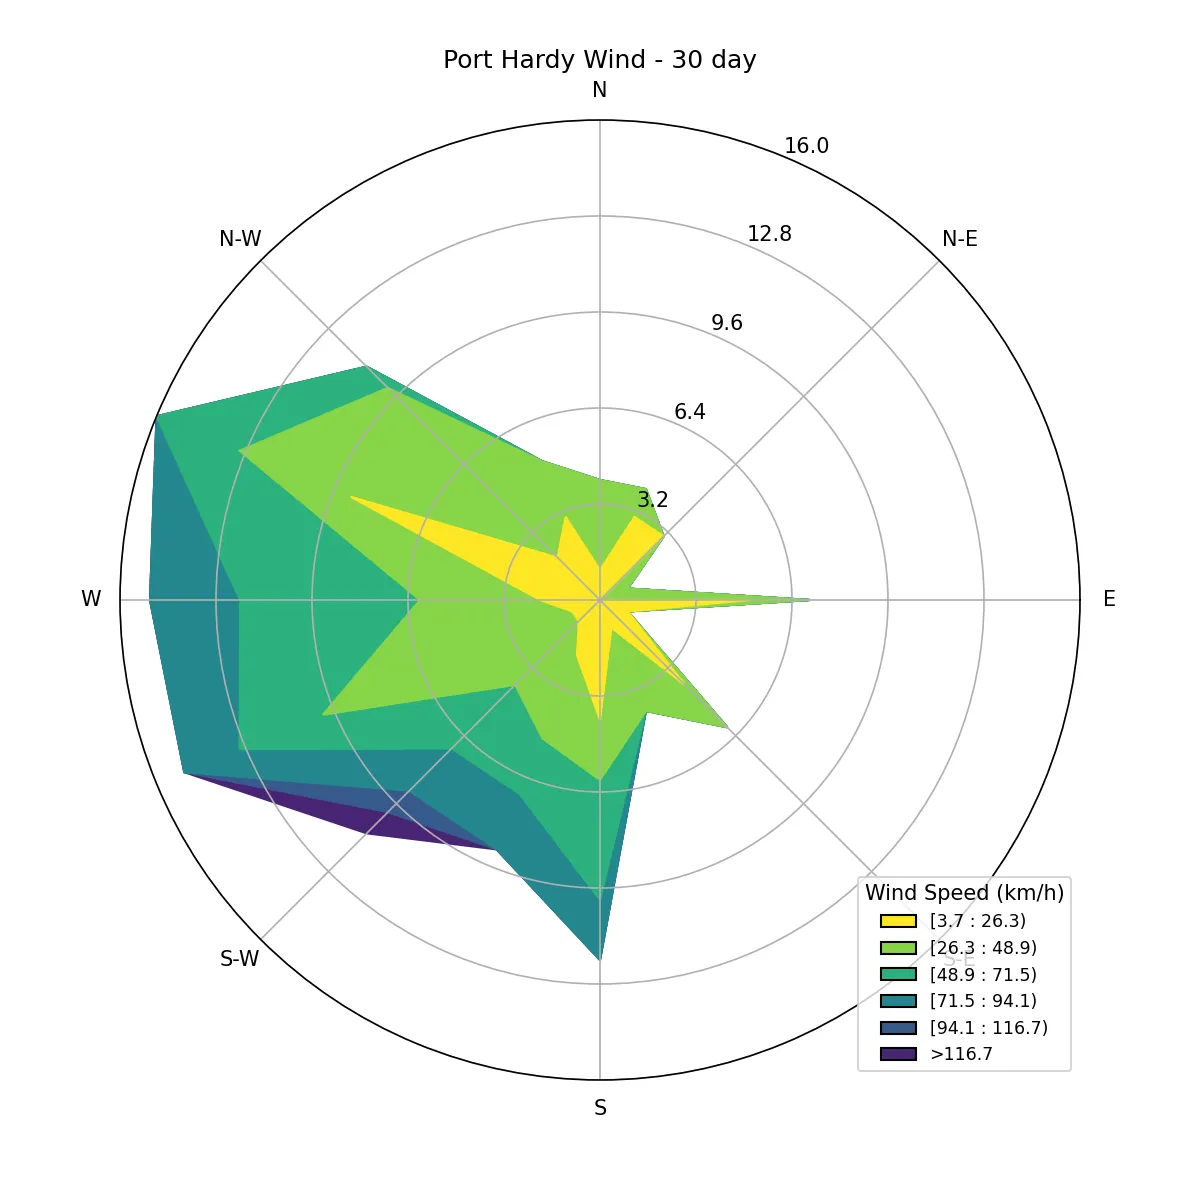 Port Hardy Wind - 30 day
N
16.0
N-W
12.8
N-E
9.6
6.4
3.2
W
E
S-W
S-E
S
Wind Speed (km/h)
[3.7 : 26.3)
[26.3 : 48.9)
[48.9 : 71.5)
[71.5 : 94.1)
[94.1 : 116.7)
>116.7